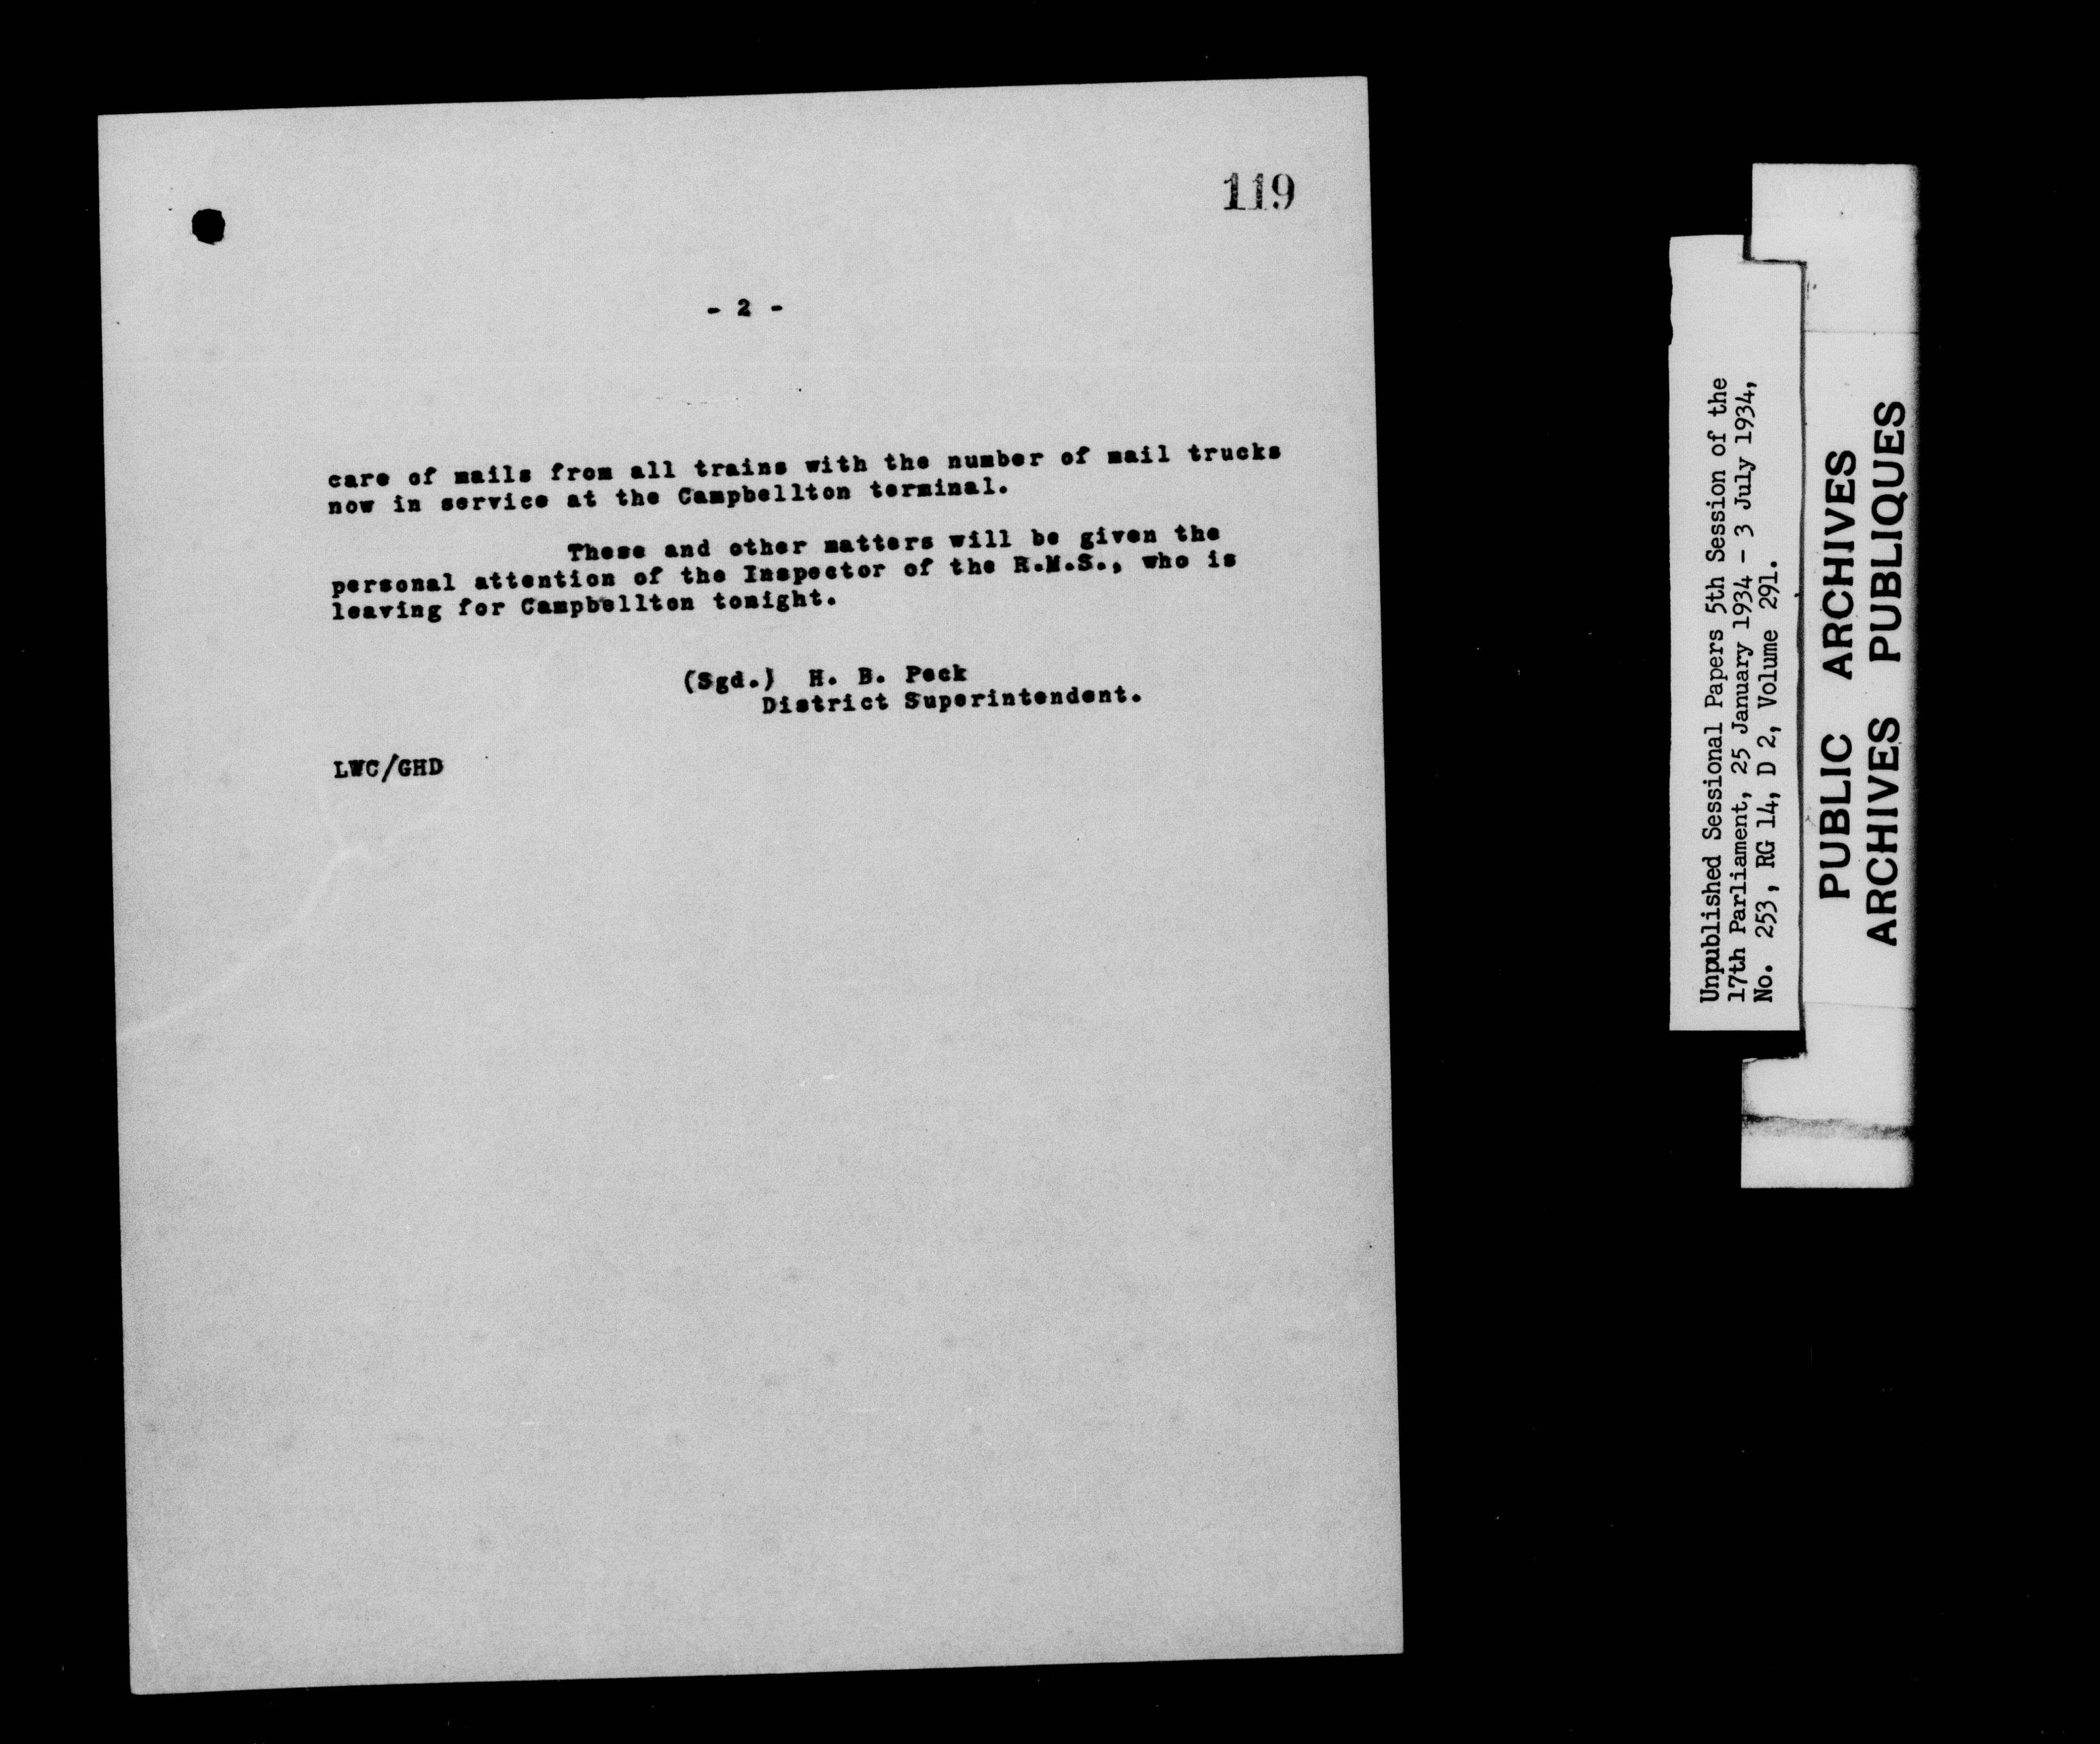 119
- 2 -
care of mails from all trains with the number of mail trucks
now in service at the Campbellton terminal.
These and other matters will be given the
personal attention of the Inspector of the R.M.S., who is
leaving for Campbellton tonight.
(Sgd.) H. B. Peck
District Superintendent.
LWC/GHD
Unpublished Sessional Papers 5th Session of the
17th Parliament, 25 January 1934 - 3 July 1934,
No. 253, RG 14, D 2, Volume 291.
PUBLIC ARCHIVES
ARCHIVES PUBLIQUES